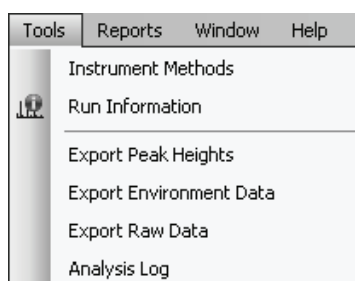 Tools Reports Window Help
Instrument Methods
Run Information
Export Peak Heights
Export Environment Data
Export Raw Data
Analysis Log